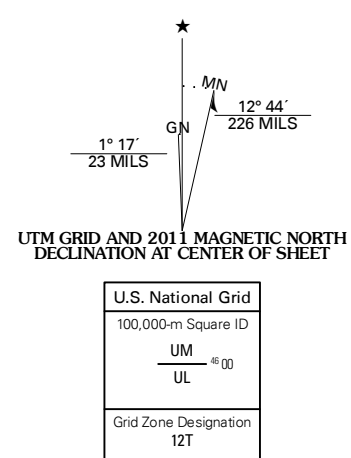 ★
MN
GN
12° 44´
226 MILS
1° 17´
23 MILS
UTM GRID AND 2011 MAGNETIC NORTH
DECLINATION AT CENTER OF SHEET
U.S. National Grid
100,000-m Square ID
UM
46 00
UL
Grid Zone Designation
12T